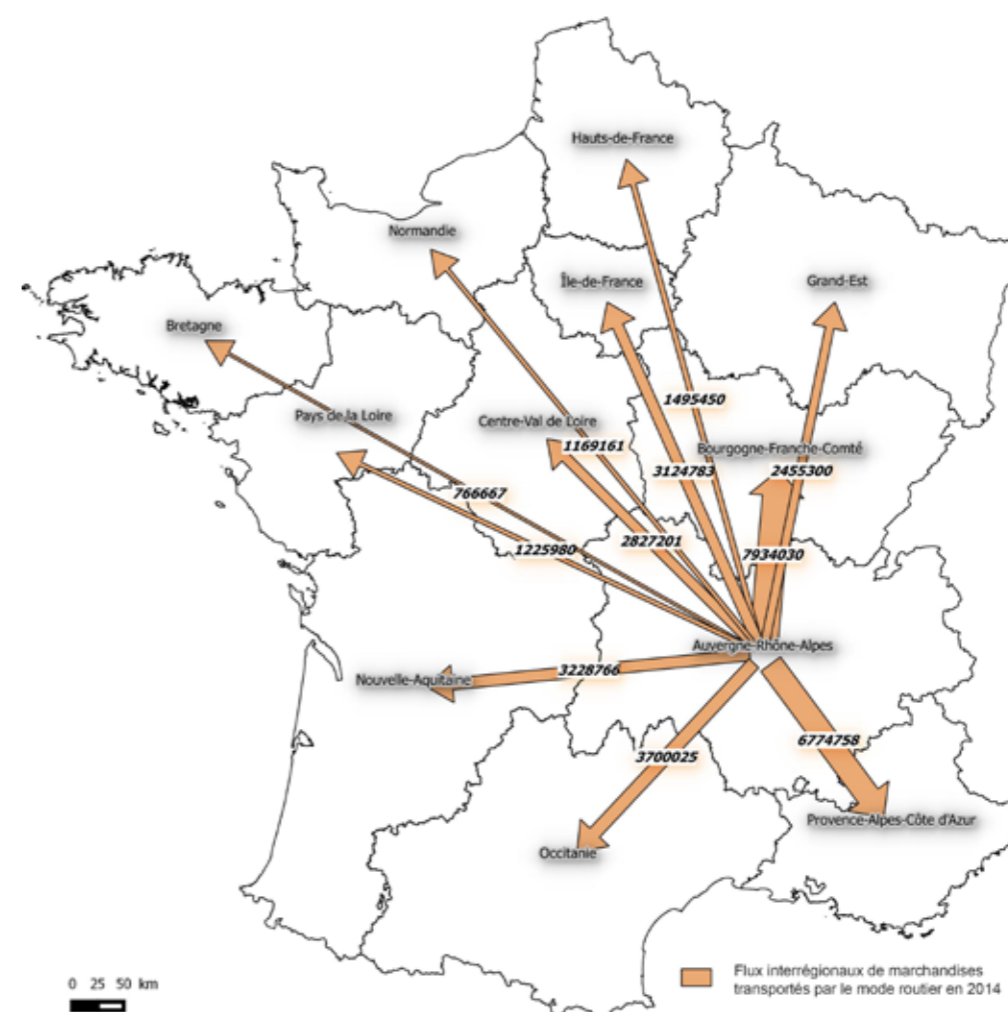 Hauts-de-France
Normandie
Île-de-France
Grand-Est
Bretagne
1495450
Pays de la Loire
Centre-Val de Loire
1169161
Bourgogne-Franche-Comté
3124783
2455300
766667
2827201
1225980
7934030
Auvergne-Rhône-Alpes
3228766
Nouvelle-Aquitaine
6774758
3700025
Provence-Alpes-Côte d'Azur
Occitanie
0 25 50 km
Flux interrégionaux de marchandises
transportés par le mode routier en 2014